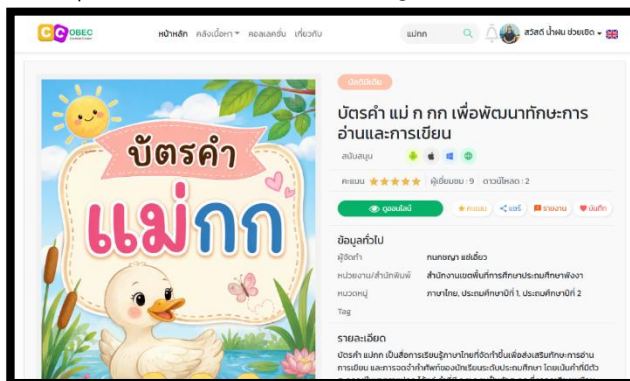 OBEC
หน้าหลัก คลังเนื้อหา คอลเลคชั่น เกี่ยวกับ
แม่กก
สวัสดี น้ำฝน ช่วยเชิด
บัตรคำ
แม่กก
มัลติมีเดีย
บัตรคำ แม่ ก กก เพื่อพัฒนาทักษะการ
อ่านและการเขียน
สนับสนุน
คะแนน ผู้เยี่ยมชม : 9 ดาวน์โหลด : 2
ดูออนไลน์ คะแนน แชร์ รายงาน บันทึก
ข้อมูลทั่วไป
ผู้จัดทำ กนกชญา แซ่เอี้ยว
หน่วยงาน/สำนักพิมพ์ สำนักงานเขตพื้นที่การศึกษาประถมศึกษาพังงา
หมวดหมู่ ภาษาไทย, ประถมศึกษาปีที่ 1, ประถมศึกษาปีที่ 2
Tag
รายละเอียด
บัตรคำ แม่กก เป็นสื่อการเรียนรู้ภาษาไทยที่จัดทำขึ้นเพื่อส่งเสริมทักษะการอ่าน
การเขียน และการจดจำคำศัพท์ของนักเรียนระดับประถมศึกษา โดยเน้นคำที่มีตัว